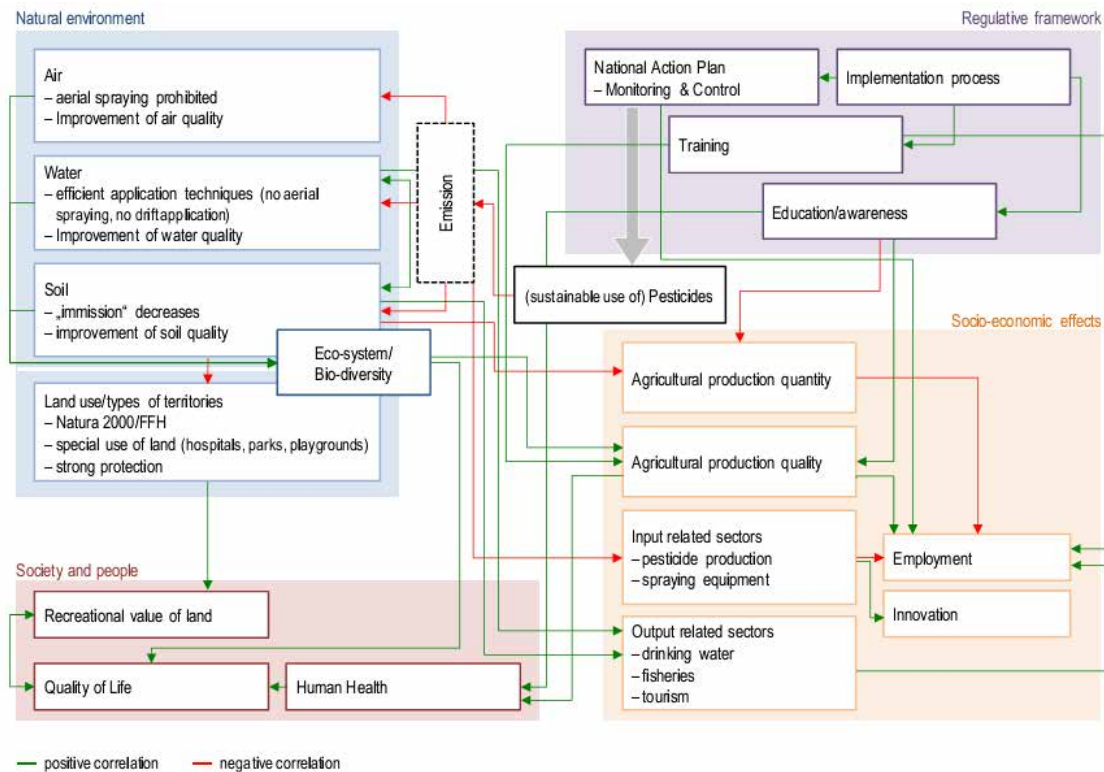 Natural environment
Air
– aerial spraying prohibited
– Improvement of air quality
Water
– efficient application techniques (no aerial
spraying, no drift application)
– Improvement of water quality
Soil
– „immission“ decreases
– improvement of soil quality
Eco-system/
Bio-diversity
Land use/types of territories
– Natura 2000/FFH
– special use of land (hospitals, parks, playgrounds)
– strong protection
Emission
Regulative framework
National Action Plan
– Monitoring & Control
Implementation process
Training
Education/awareness
(sustainable use of) Pesticides
Socio-economic effects
Agricultural production quantity
Agricultural production quality
Input related sectors
– pesticide production
– spraying equipment
Employment
Innovation
Output related sectors
– drinking water
– fisheries
– tourism
Society and people
Recreational value of land
Quality of Life
Human Health
positive correlation
negative correlation